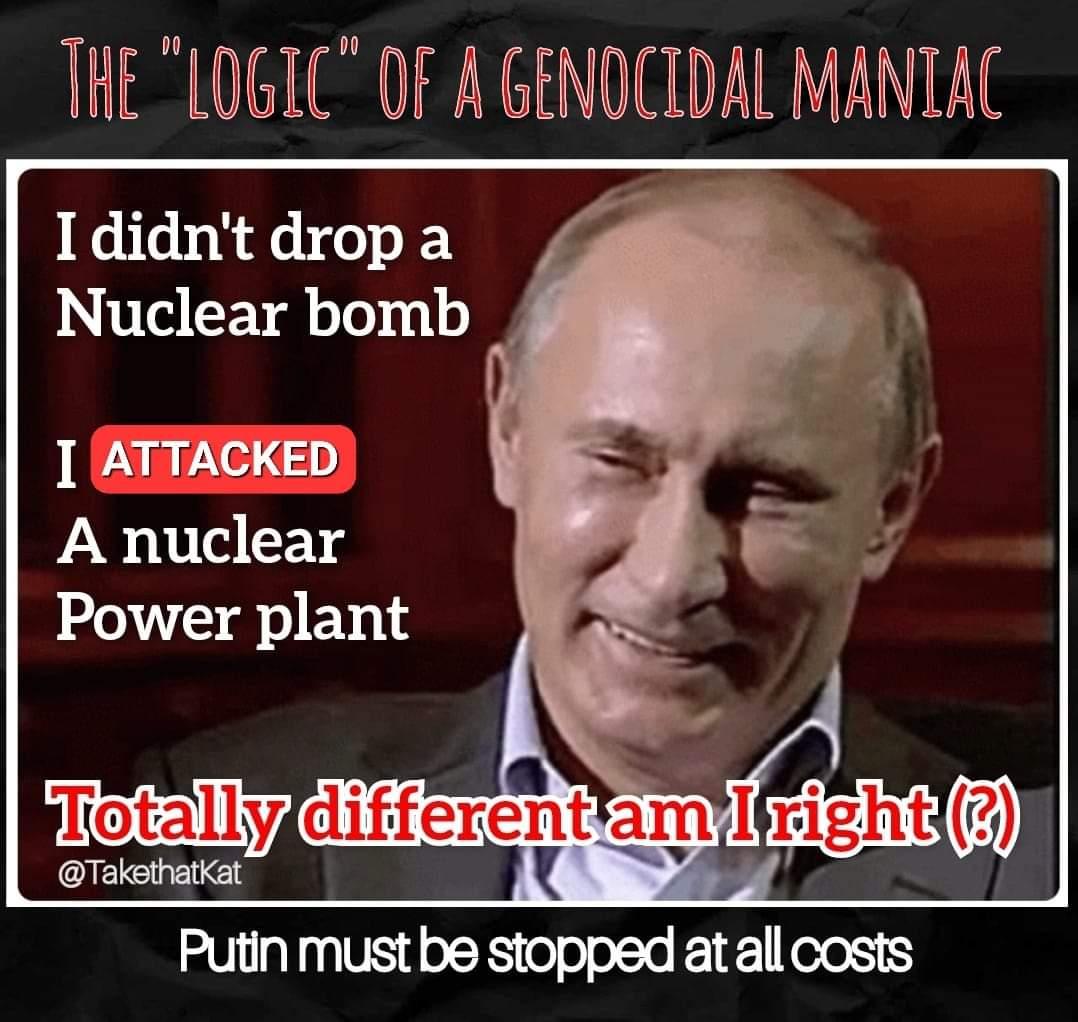 THE "LOGIC" OF A GENOCIDAL MANIAC
I didn't drop a
Nuclear bomb
I ATTACKED
A nuclear
Power plant
Totally different am I right (?)
@TakethatKat
Putin must be stopped at all costs